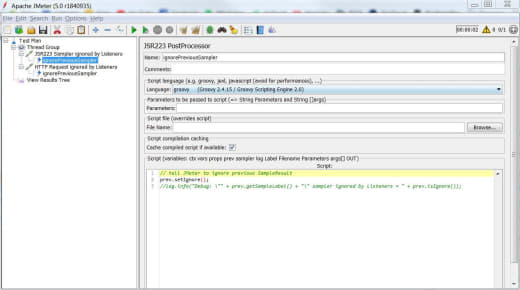 Apache JMeter (5.0 r1840935)
File Edit Search Run Options Help
00:00:02 0 0/1
Test Plan
Thread Group
JSR223 Sampler ignored by Listeners
ignorePreviousSampler
HTTP Request ignored by Listeners
ignorePreviousSampler
View Results Tree
JSR223 PostProcessor
Name: ignorePreviousSampler
Comments:
Script language (e.g. groovy, jexl, javascript (avoid for performances), ...)
Language: groovy (Groovy 2.4.15 / Groovy Scripting Engine 2.0)
Parameters to be passed to script (=> String Parameters and String []args)
Parameters:
Script file (overrides script)
File Name: Browse...
Script compilation caching
Cache compiled script if available:
Script (variables: ctx vars props prev sampler log Label Filename Parameters args[] OUT)
Script:
1 // tell JMeter to ignore previous SampleResult
2 prev.setIgnore();
3 //log.info("Debug: \"" + prev.getSampleLabel() + "\" sampler ignored by Listeners = " + prev.isIgnore());